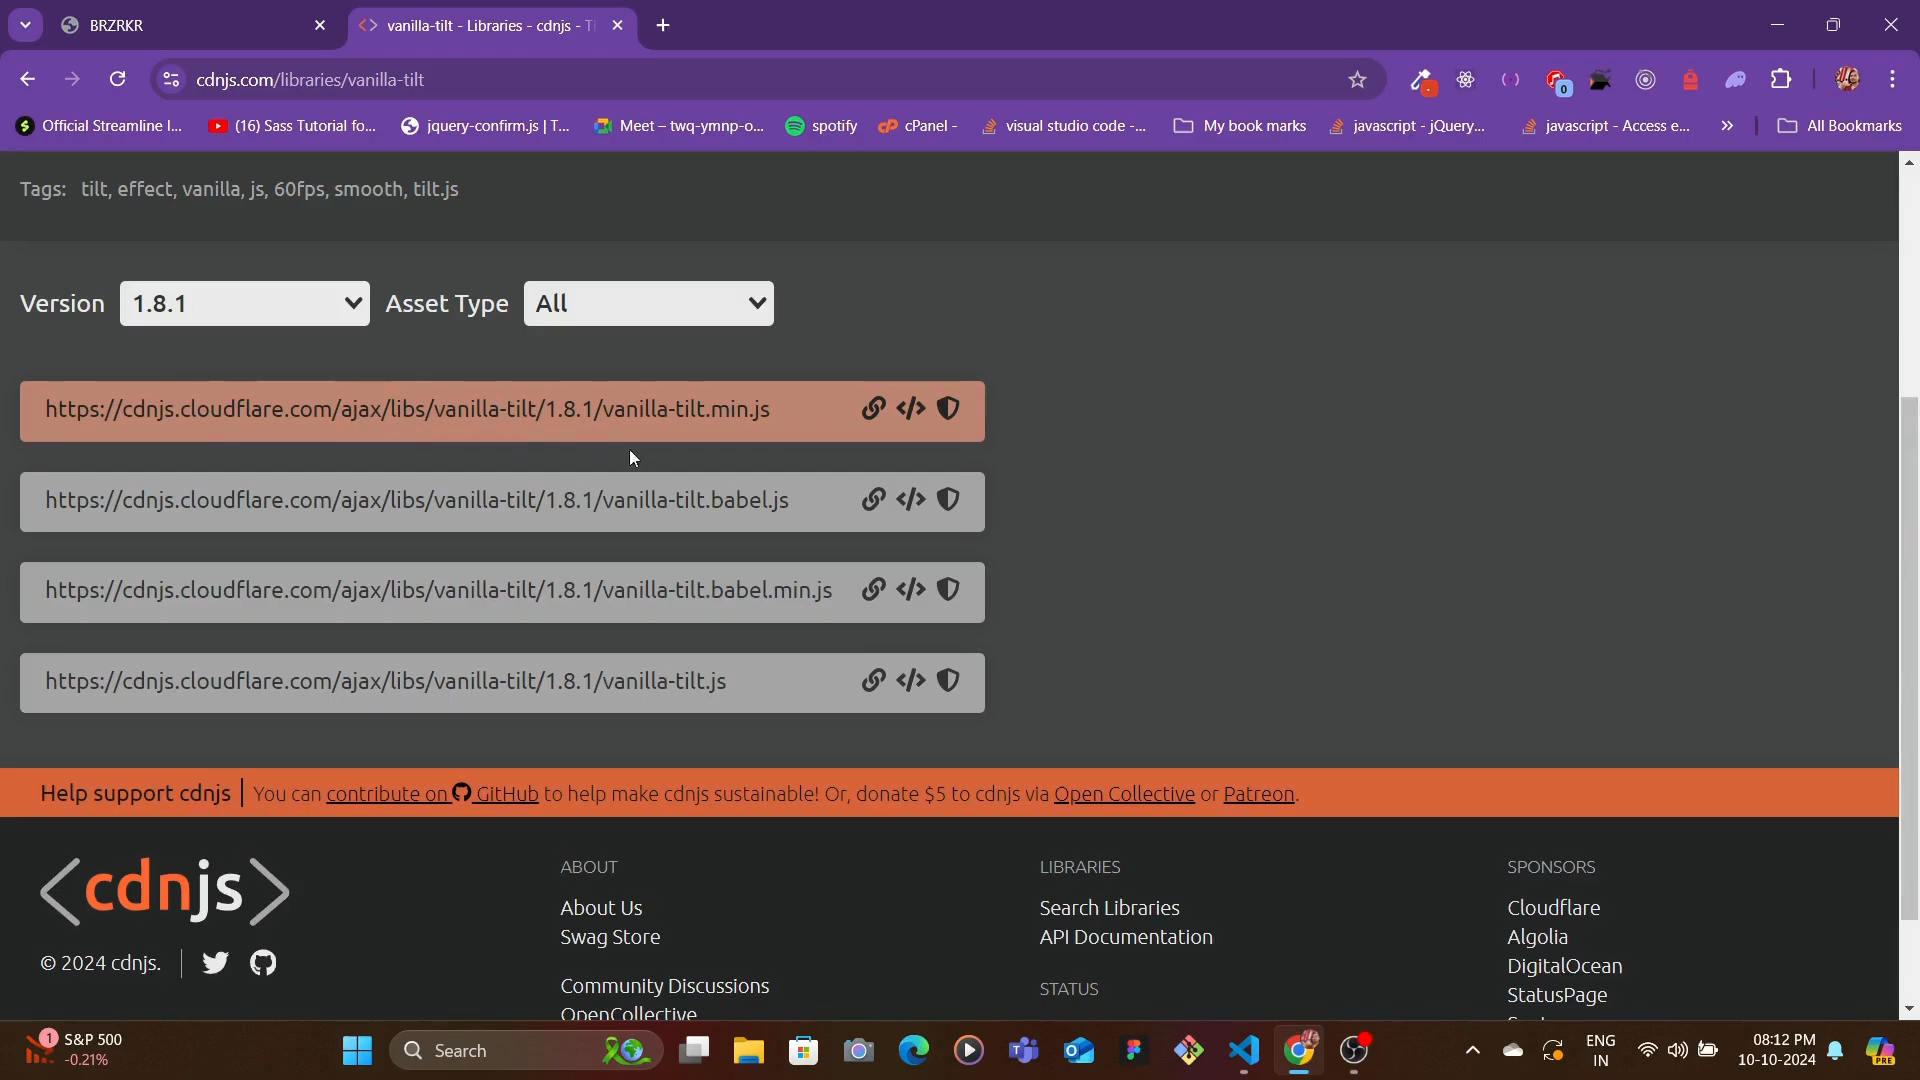 BRZRKR
<> vanilla-tilt - Libraries - cdnjs - T
cdnjs.com/libraries/vanilla-tilt
0
Official Streamline I...
(16) Sass Tutorial fo...
jquery-confirm.js | T...
Meet – twq-ymnp-o...
spotify
cPanel -
visual studio code -...
My book marks
javascript - jQuery...
javascript - Access e...
All Bookmarks
Tags: tilt, effect, vanilla, js, 60fps, smooth, tilt.js
Version 1.8.1 Asset Type All
https://cdnjs.cloudflare.com/ajax/libs/vanilla-tilt/1.8.1/vanilla-tilt.min.js
https://cdnjs.cloudflare.com/ajax/libs/vanilla-tilt/1.8.1/vanilla-tilt.babel.js
https://cdnjs.cloudflare.com/ajax/libs/vanilla-tilt/1.8.1/vanilla-tilt.babel.min.js
https://cdnjs.cloudflare.com/ajax/libs/vanilla-tilt/1.8.1/vanilla-tilt.js
Help support cdnjs | You can contribute on GitHub to help make cdnjs sustainable! Or, donate $5 to cdnjs via Open Collective or Patreon.
<cdnjs>
© 2024 cdnjs.
ABOUT
About Us
Swag Store
Community Discussions
OpenCollective
LIBRARIES
Search Libraries
API Documentation
STATUS
SPONSORS
Cloudflare
Algolia
DigitalOcean
StatusPage
1
S&P 500
-0.21%
Search
ENG
IN
08:12 PM
10-10-2024
PRE